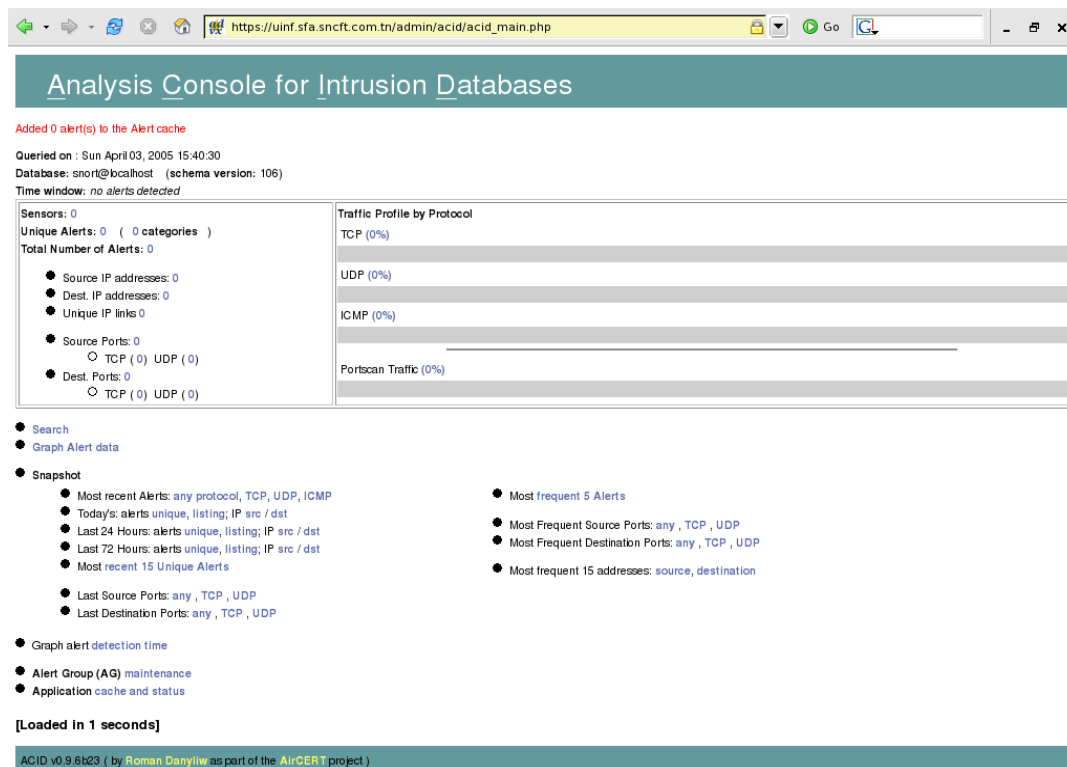 https://uinf.sfa.sncft.com.tn/admin/acid/acid_main.php
Go
G
Analysis Console for Intrusion Databases
Added 0 alert(s) to the Alert cache
Queried on : Sun April 03, 2005 15:40:30
Database: snort@localhost (schema version: 106)
Time window: no alerts detected
Sensors: 0
Unique Alerts: 0 ( 0 categories )
Total Number of Alerts: 0
Source IP addresses: 0
Dest. IP addresses: 0
Unique IP links 0
Source Ports: 0
TCP ( 0) UDP ( 0)
Dest. Ports: 0
TCP ( 0) UDP ( 0)
Traffic Profile by Protocol
TCP (0%)
UDP (0%)
ICMP (0%)
Portscan Traffic (0%)
Search
Graph Alert data
Snapshot
Most recent Alerts: any protocol, TCP, UDP, ICMP
Today's: alerts unique, listing; IP src / dst
Last 24 Hours: alerts unique, listing; IP src / dst
Last 72 Hours: alerts unique, listing; IP src / dst
Most recent 15 Unique Alerts
Last Source Ports: any , TCP , UDP
Last Destination Ports: any , TCP , UDP
Most frequent 5 Alerts
Most Frequent Source Ports: any , TCP , UDP
Most Frequent Destination Ports: any , TCP , UDP
Most frequent 15 addresses: source, destination
Graph alert detection time
Alert Group (AG) maintenance
Application cache and status
[Loaded in 1 seconds]
ACID v0.9.6b23 ( by Roman Danyliw as part of the AirCERT project )